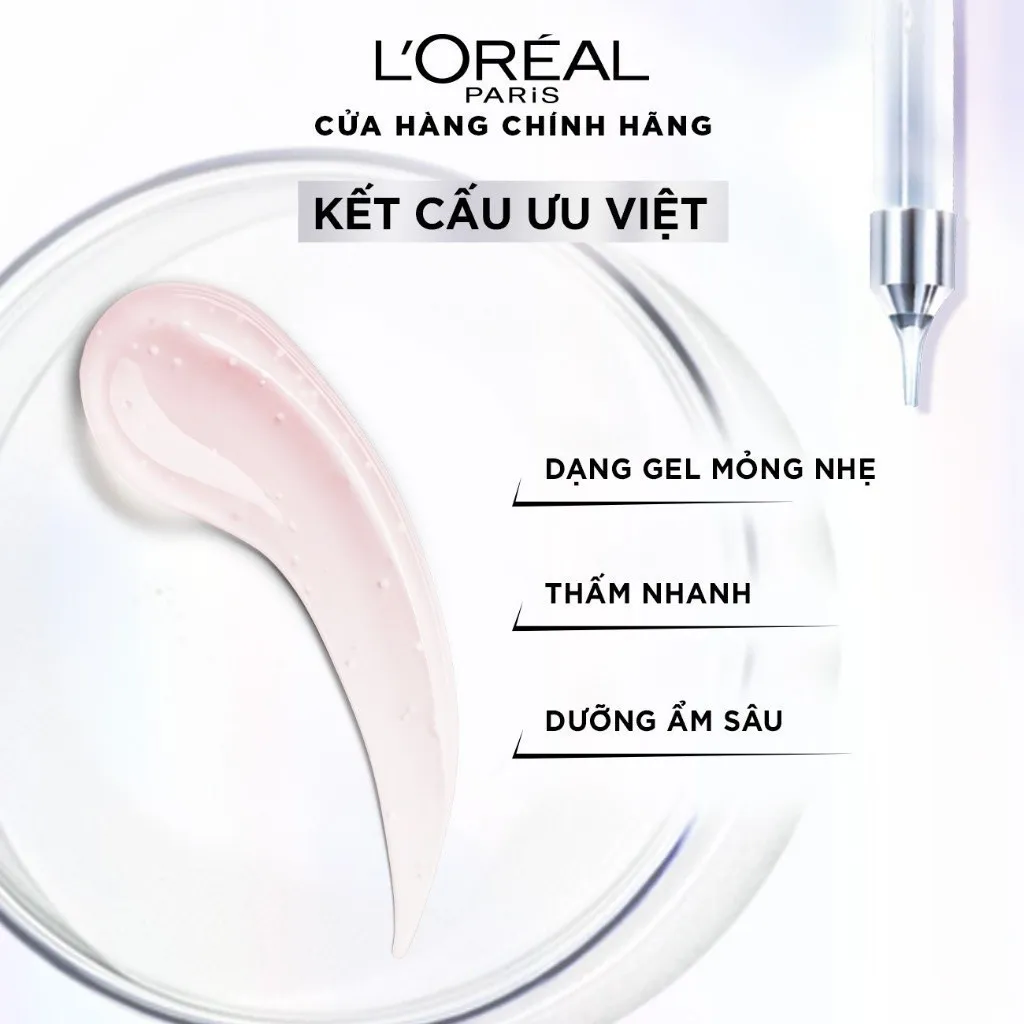 L'ORÉAL
PARiS
CỬA HÀNG CHÍNH HÃNG
KẾT CẤU ƯU VIỆT
DẠNG GEL MỎNG NHẸ
THẤM NHANH
DƯỠNG ẨM SÂU